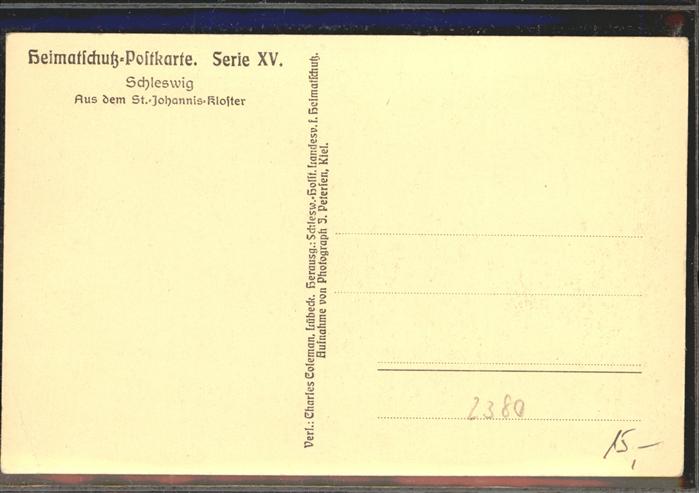 Heimatſchutz-Poſtkarte. Serie XV.
Schleswig
Aus dem St.-Johannis-Kloſter
Verl.: Charles Coleman, Lübeck. Herausg.: Schlesw.-Holſt. Landesv. f. Heimatſchutz.
Aufnahme von Photograph J. Peterſen, Kiel.
2380
15,–